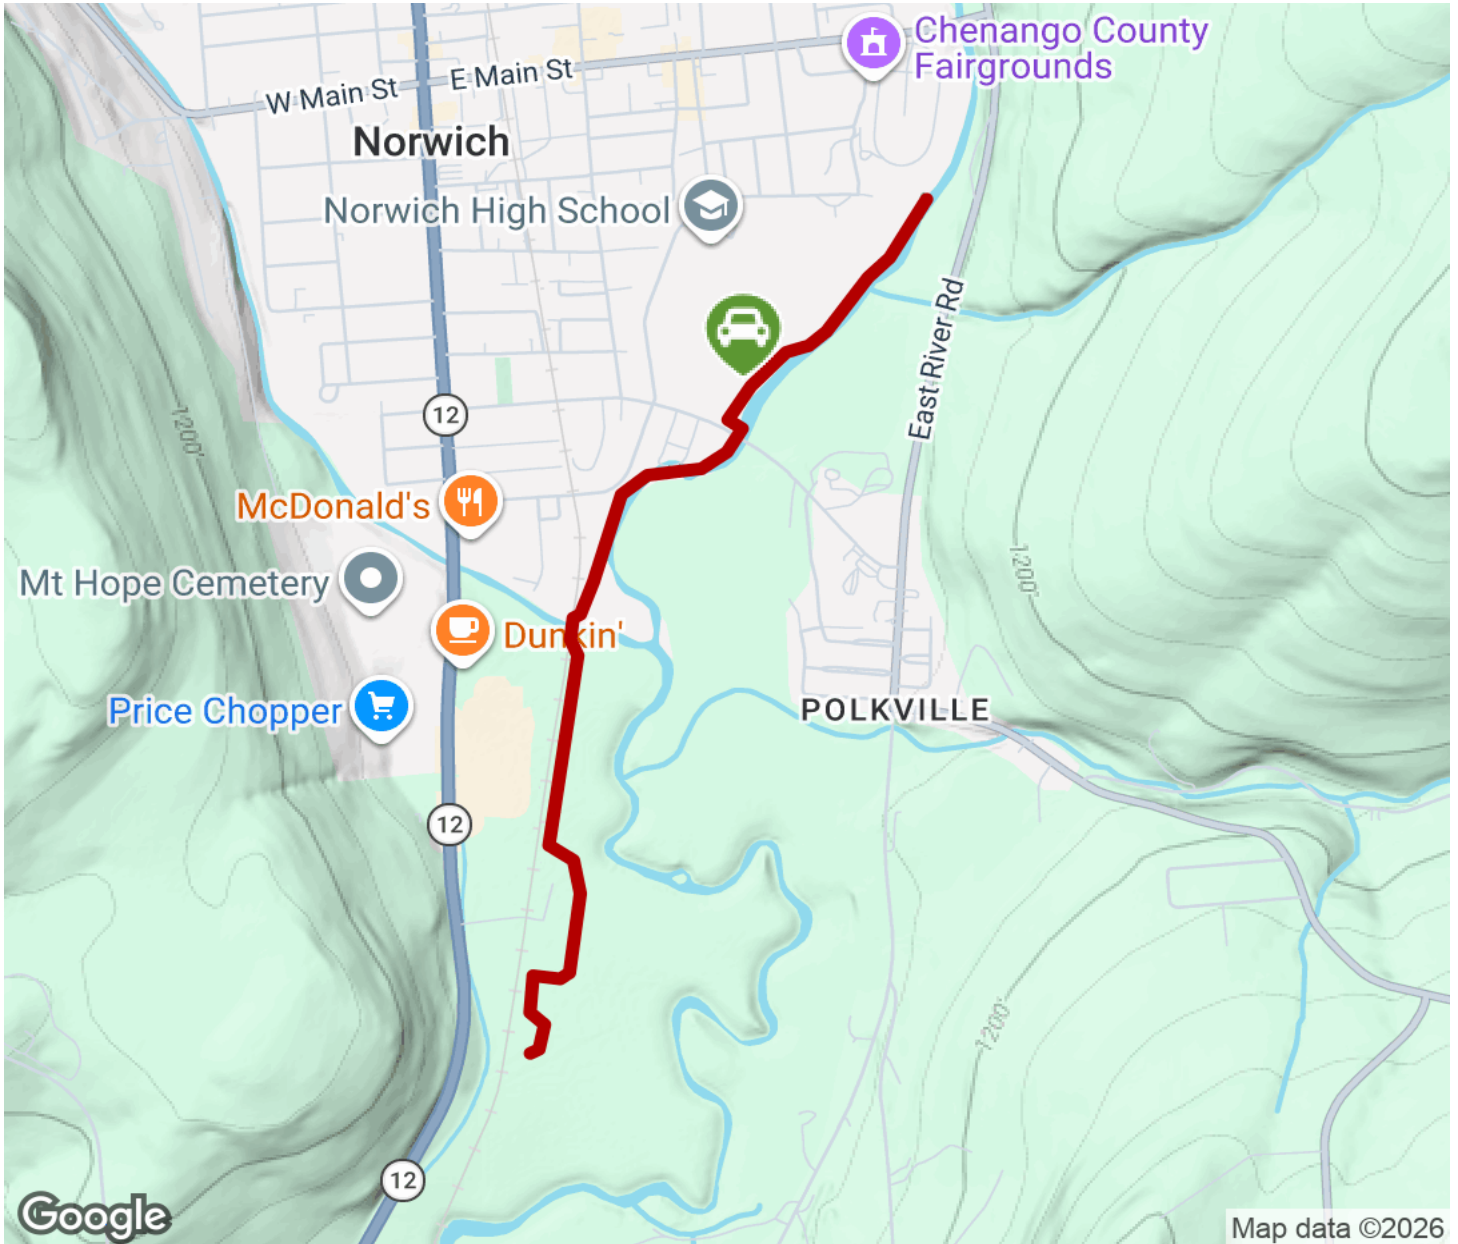 Chenango County
Fairgrounds
W Main St
E Main St
Norwich
Norwich High School
East River Rd
12
1200'
McDonald's
1200'
Mt Hope Cemetery
Dunkin'
Price Chopper
POLKVILLE
12
1200'
12
Google
Map data ©2026